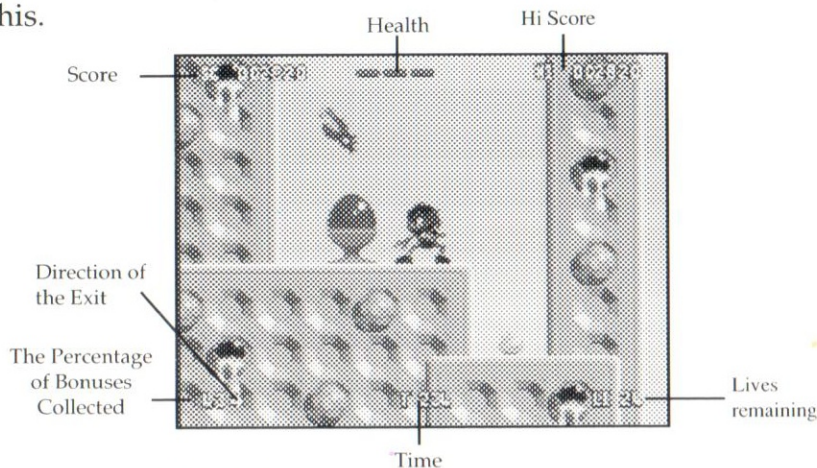 his.
Health
Hi Score
Score
Direction of
the Exit
The Percentage
of Bonuses
Collected
Time
Lives
remaining